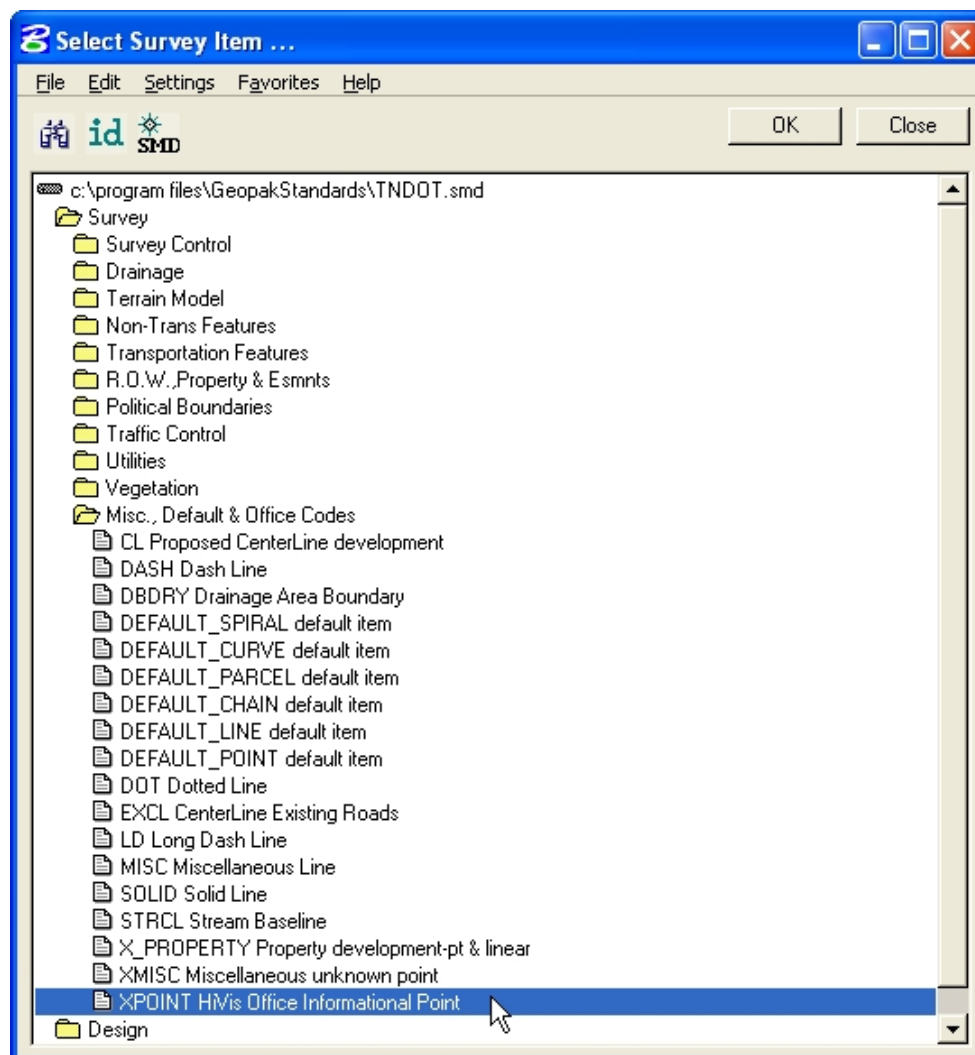 Select Survey Item ...
File Edit Settings Favorites Help
id SMD OK Close
c:\program files\GeopakStandards\TNDOT.smd
Survey
Survey Control
Drainage
Terrain Model
Non-Trans Features
Transportation Features
R.O.W.,Property & Esmnts
Political Boundaries
Traffic Control
Utilities
Vegetation
Misc., Default & Office Codes
CL Proposed CenterLine development
DASH Dash Line
DBDRY Drainage Area Boundary
DEFAULT_SPIRAL default item
DEFAULT_CURVE default item
DEFAULT_PARCEL default item
DEFAULT_CHAIN default item
DEFAULT_LINE default item
DEFAULT_POINT default item
DOT Dotted Line
EXCL CenterLine Existing Roads
LD Long Dash Line
MISC Miscellaneous Line
SOLID Solid Line
STRCL Stream Baseline
X_PROPERTY Property development-pt & linear
XMISC Miscellaneous unknown point
XPOINT HiVis Office Informational Point
Design